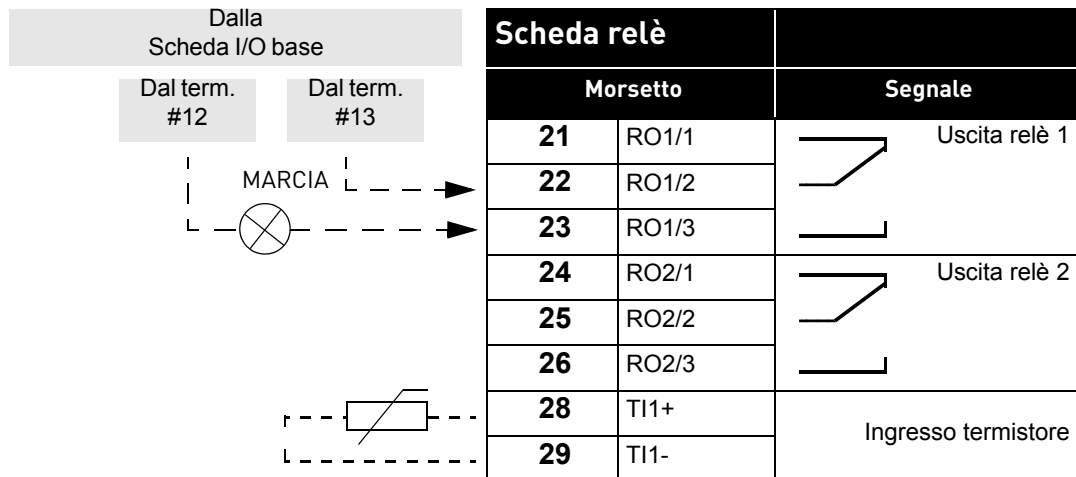 Dalla
Scheda I/O base
Dal term.
#12
Dal term.
#13
MARCIA
Scheda relè
Morsetto Segnale
21 RO1/1 Uscita relè 1
22 RO1/2
23 RO1/3
24 RO2/1 Uscita relè 2
25 RO2/2
26 RO2/3
28 TI1+ Ingresso termistore
29 TI1-